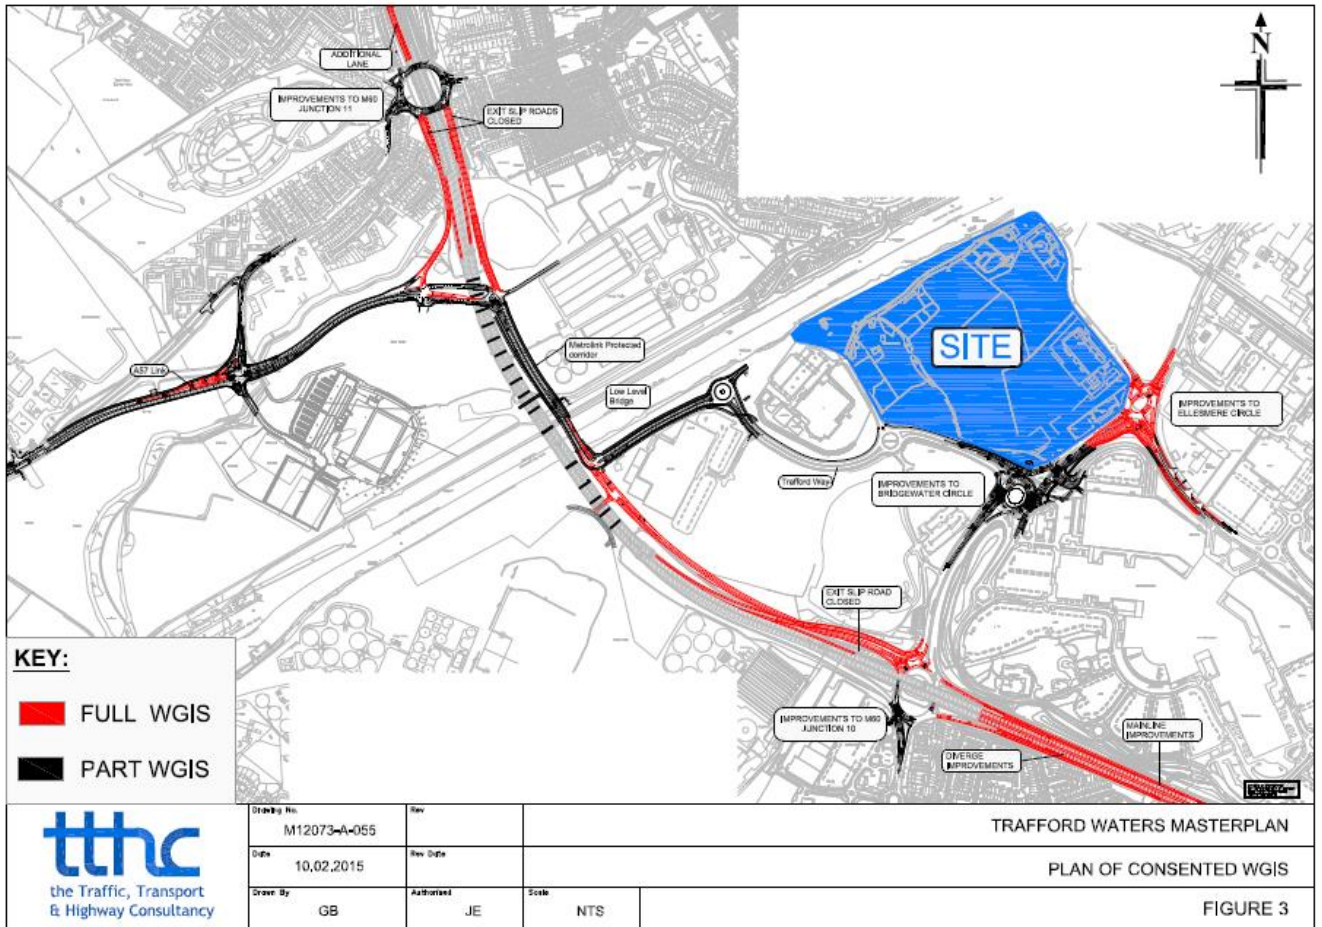 ADDITIONAL
LANE
N
IMPROVEMENTS TO M60
JUNCTION 11
EXIT SLIP ROADS
CLOSED
SITE
Metrolink Protected
corridor
A57 Link
Low Level
Bridge
IMPROVEMENTS TO
ELLESMERE CIRCLE
Trafford Way
IMPROVEMENTS TO
BRIDGEWATER CIRCLE
EXIT SLIP ROAD
CLOSED
KEY:
FULL WGIS
PART WGIS
IMPROVEMENTS TO M60
JUNCTION 10
MAINLINE
IMPROVEMENTS
DIVERGE
IMPROVEMENTS
tthc
the Traffic, Transport
& Highway Consultancy
Drawing No.
M12073-A-055
Rev
TRAFFORD WATERS MASTERPLAN
Date
10.02.2015
Rev Date
PLAN OF CONSENTED WGIS
Drawn By
GB
Authorised
JE
Scale
NTS
FIGURE 3